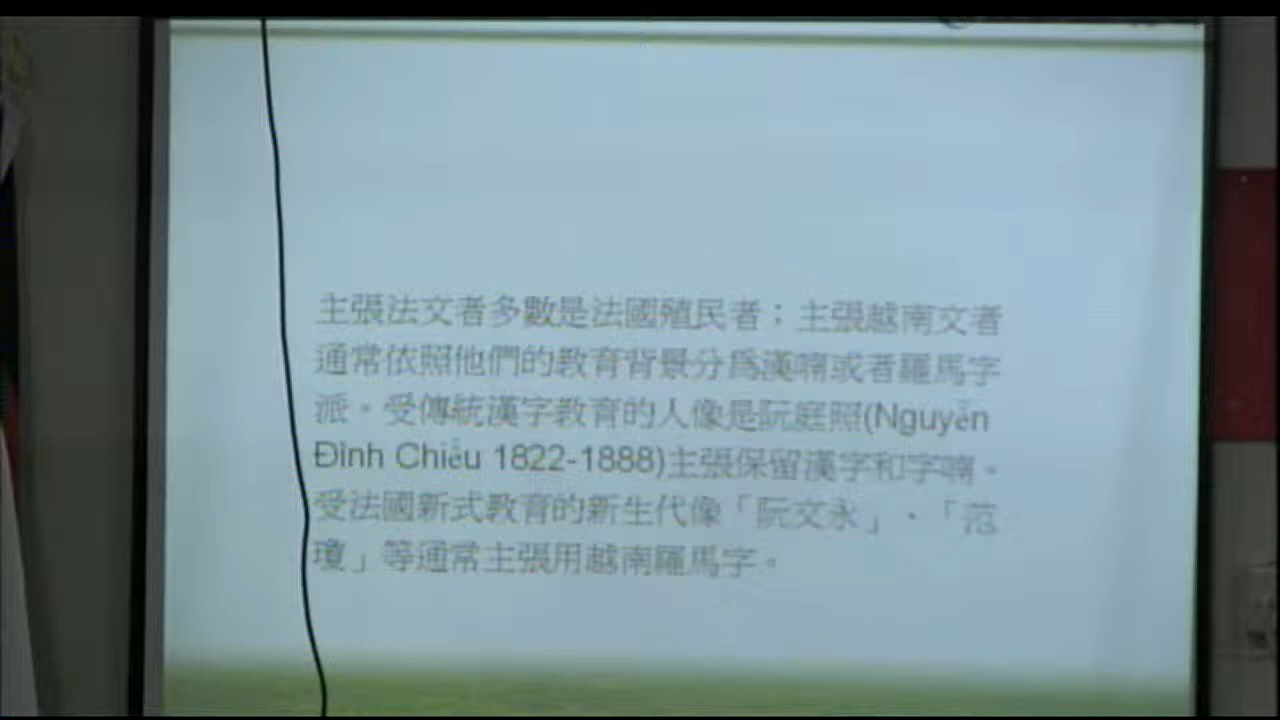 主張法文者多數是法國殖民者；主張越南文者
通常依照他們的教育背景分為漢喃或者羅馬字
派。受傳統漢字教育的人像是阮庭照(Nguyễn
Đình Chiểu 1822-1888)主張保留漢字和字喃。
受法國新式教育的新生代像「阮文永」、「范
瓊」等通常主張用越南羅馬字。